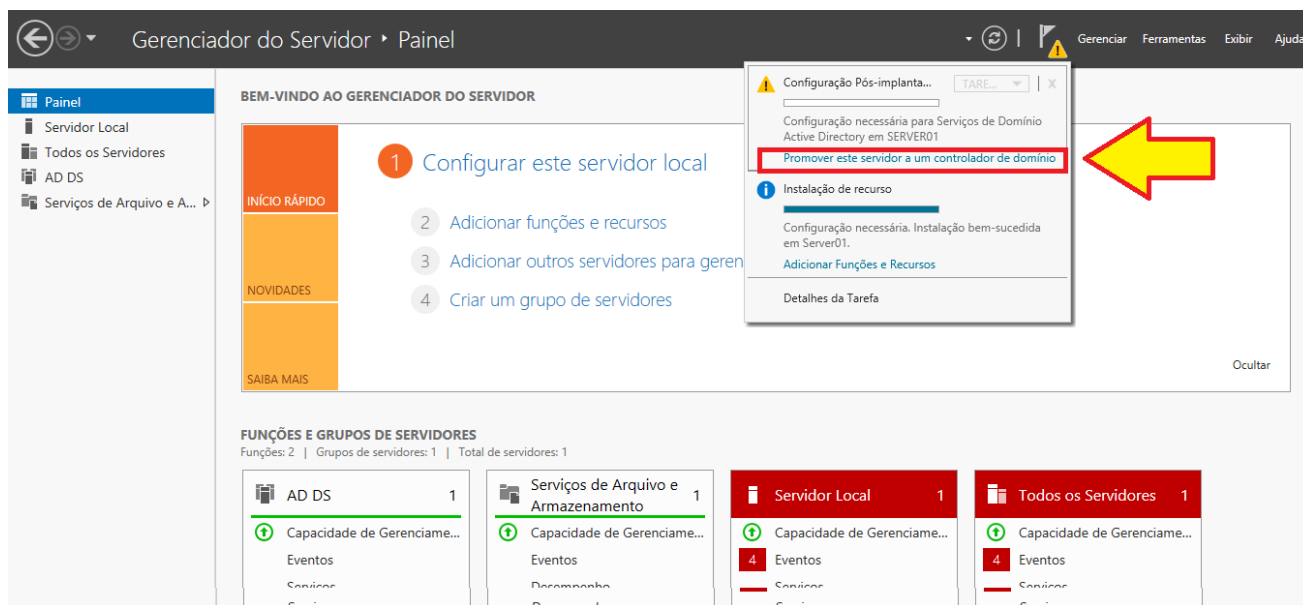 Gerenciador do Servidor ‣ Painel
Gerenciar Ferramentas Exibir Ajuda
Painel
Servidor Local
Todos os Servidores
AD DS
Serviços de Arquivo e A...
BEM-VINDO AO GERENCIADOR DO SERVIDOR
INÍCIO RÁPIDO
NOVIDADES
SAIBA MAIS
1 Configurar este servidor local
2 Adicionar funções e recursos
3 Adicionar outros servidores para geren
4 Criar um grupo de servidores
Ocultar
Configuração Pós-implanta... TARE... X
Configuração necessária para Serviços de Domínio
Active Directory em SERVER01
Promover este servidor a um controlador de domínio
Instalação de recurso
Configuração necessária. Instalação bem-sucedida
em Server01.
Adicionar Funções e Recursos
Detalhes da Tarefa
FUNÇÕES E GRUPOS DE SERVIDORES
Funções: 2 | Grupos de servidores: 1 | Total de servidores: 1
AD DS 1
Capacidade de Gerenciame...
Eventos
Serviços
Serviços de Arquivo e
Armazenamento 1
Capacidade de Gerenciame...
Eventos
Desempenho
Servidor Local 1
Capacidade de Gerenciame...
4 Eventos
Serviços
Todos os Servidores 1
Capacidade de Gerenciame...
4 Eventos
Serviços